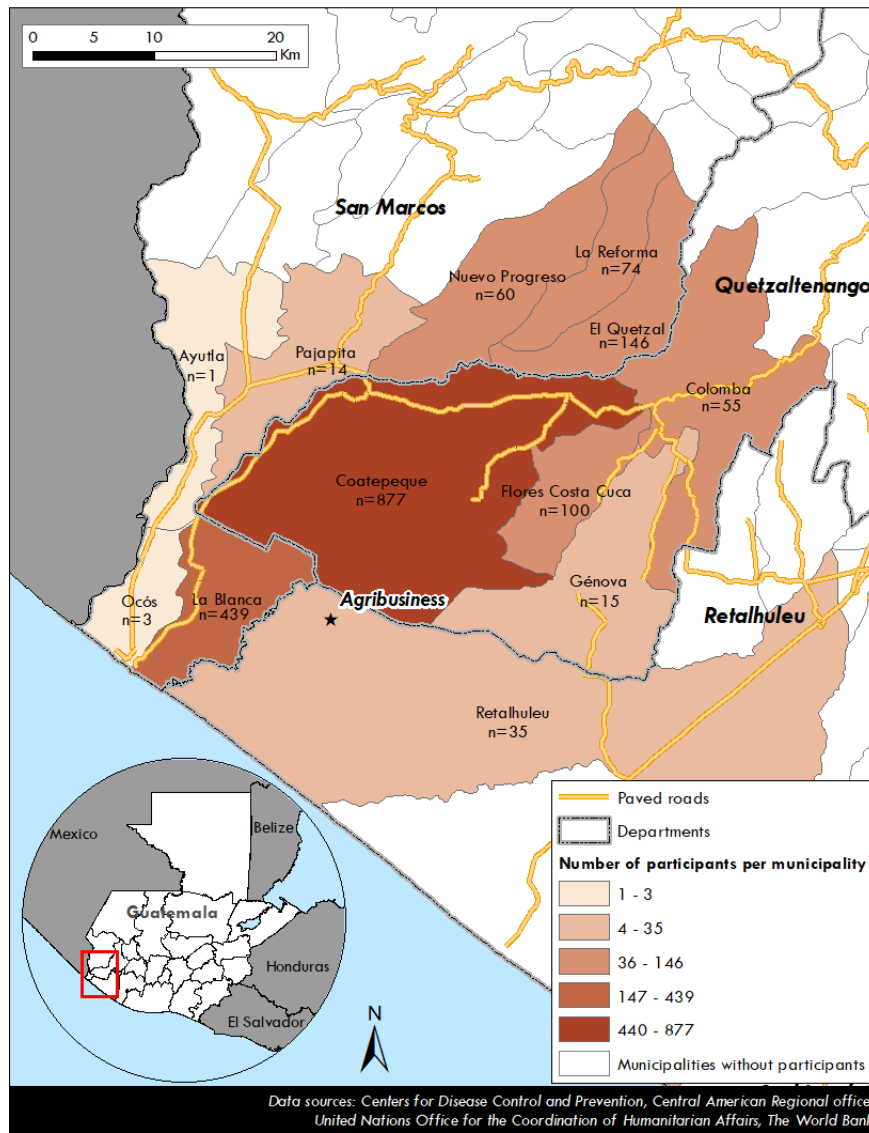 0 5 10 20
Km
San Marcos
La Reforma
n=74
Nuevo Progreso
n=60
Quetzaltenango
El Quetzal
n=146
Ayutla
n=1
Pajapita
n=14
Colomba
n=55
Coatepeque
n=877
Flores Costa Cuca
n=100
Génova
n=15
Agribusiness
La Blanca
n=439
Ocós
n=3
Retalhuleu
Retalhuleu
n=35
Mexico
Belize
Guatemala
Honduras
El Salvador
N
Paved roads
Departments
Number of participants per municipality
1 - 3
4 - 35
36 - 146
147 - 439
440 - 877
Municipalities without participants
Data sources: Centers for Disease Control and Prevention, Central American Regional office,
United Nations Office for the Coordination of Humanitarian Affairs, The World Bank